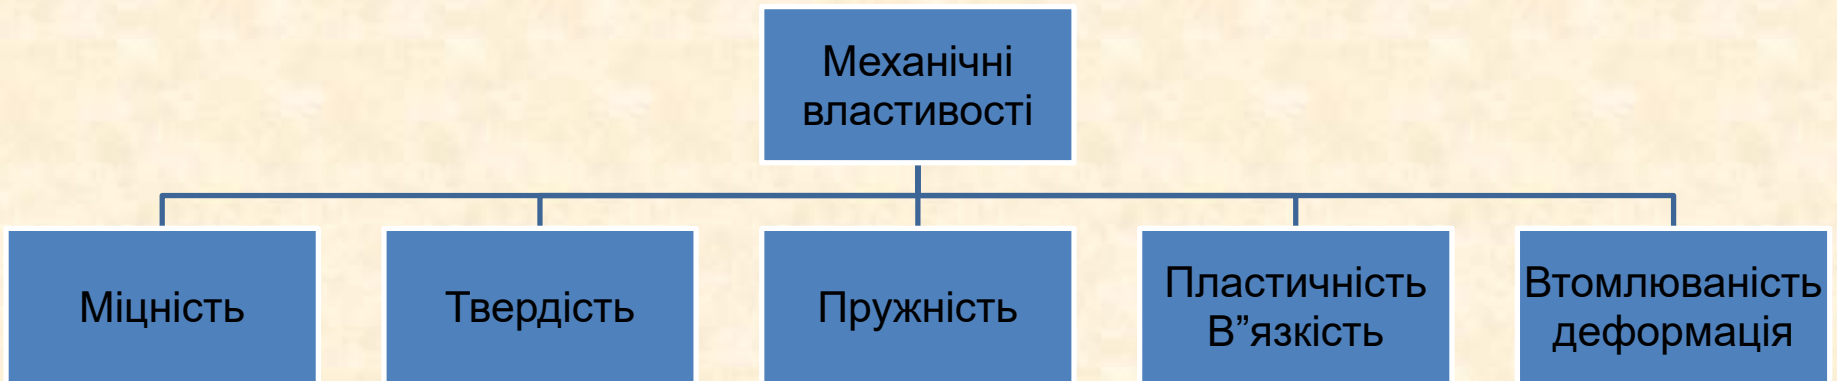 Механічні
властивості
Міцність
Твердість
Пружність
Пластичність
В”язкість
Втомлюваність
деформація